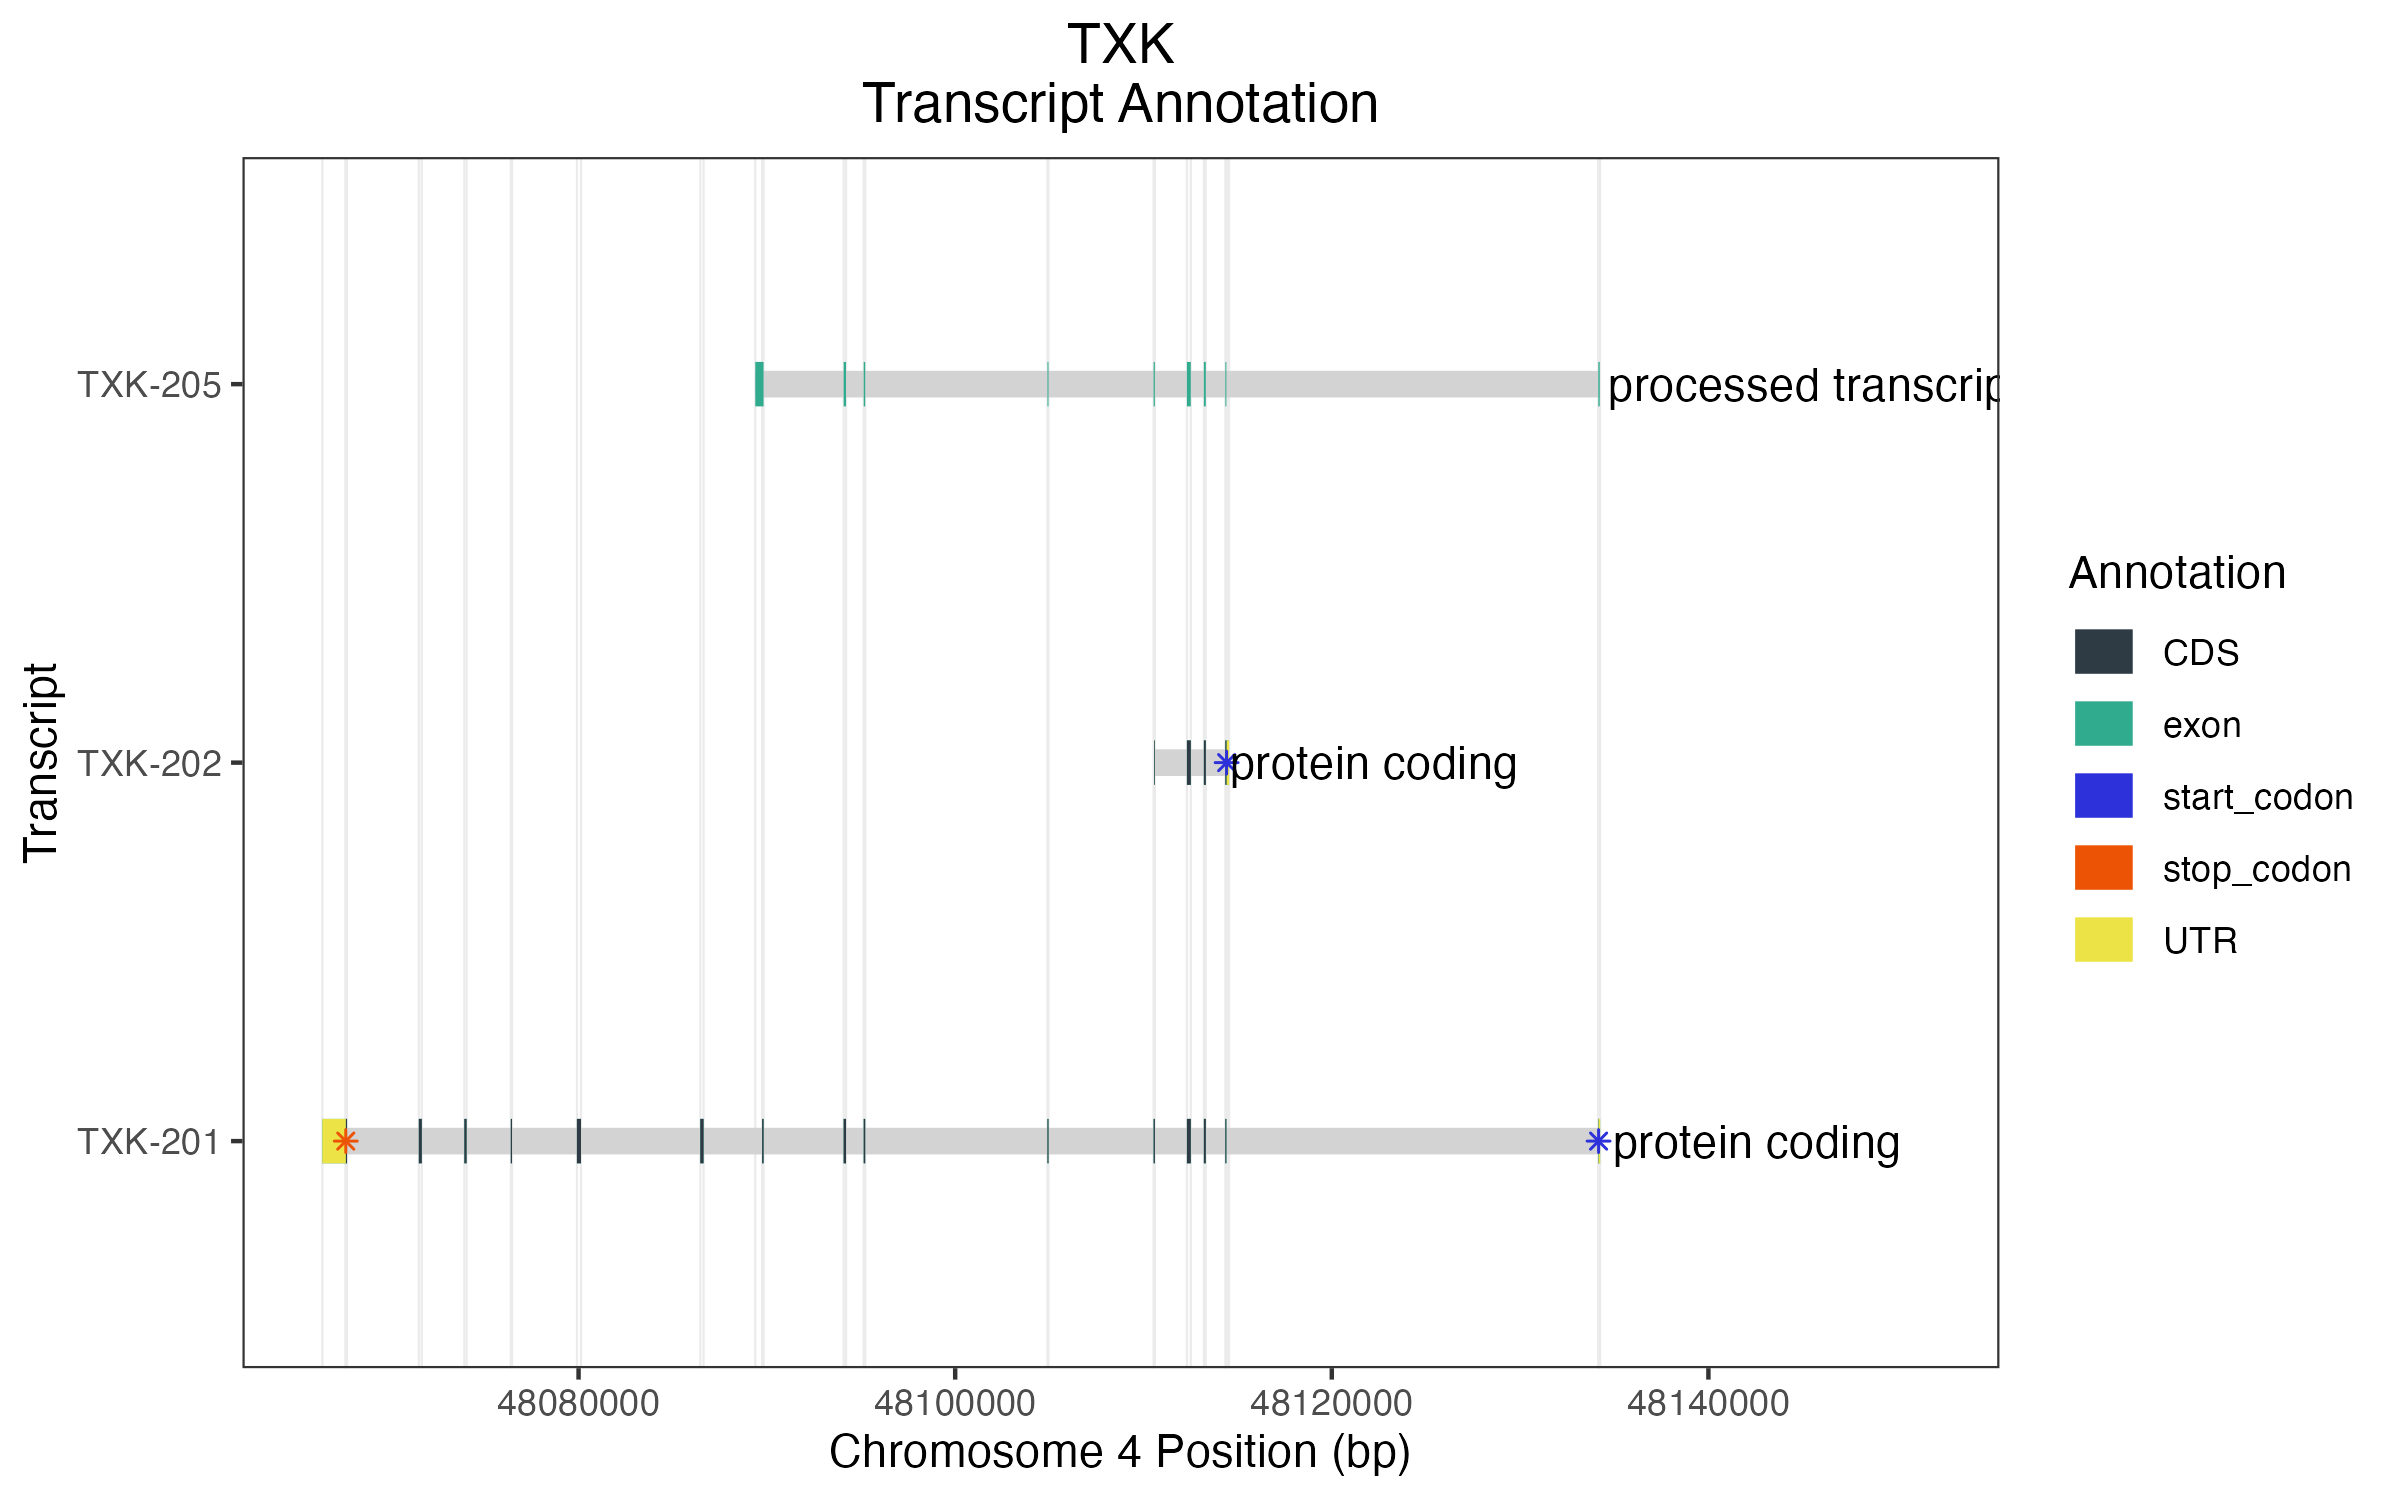 TXK
Transcript Annotation
TXK-205
processed transcrip
TXK-202
protein coding
TXK-201
protein coding
Transcript
48080000
48100000
48120000
48140000
Chromosome 4 Position (bp)
Annotation
CDS
exon
start_codon
stop_codon
UTR